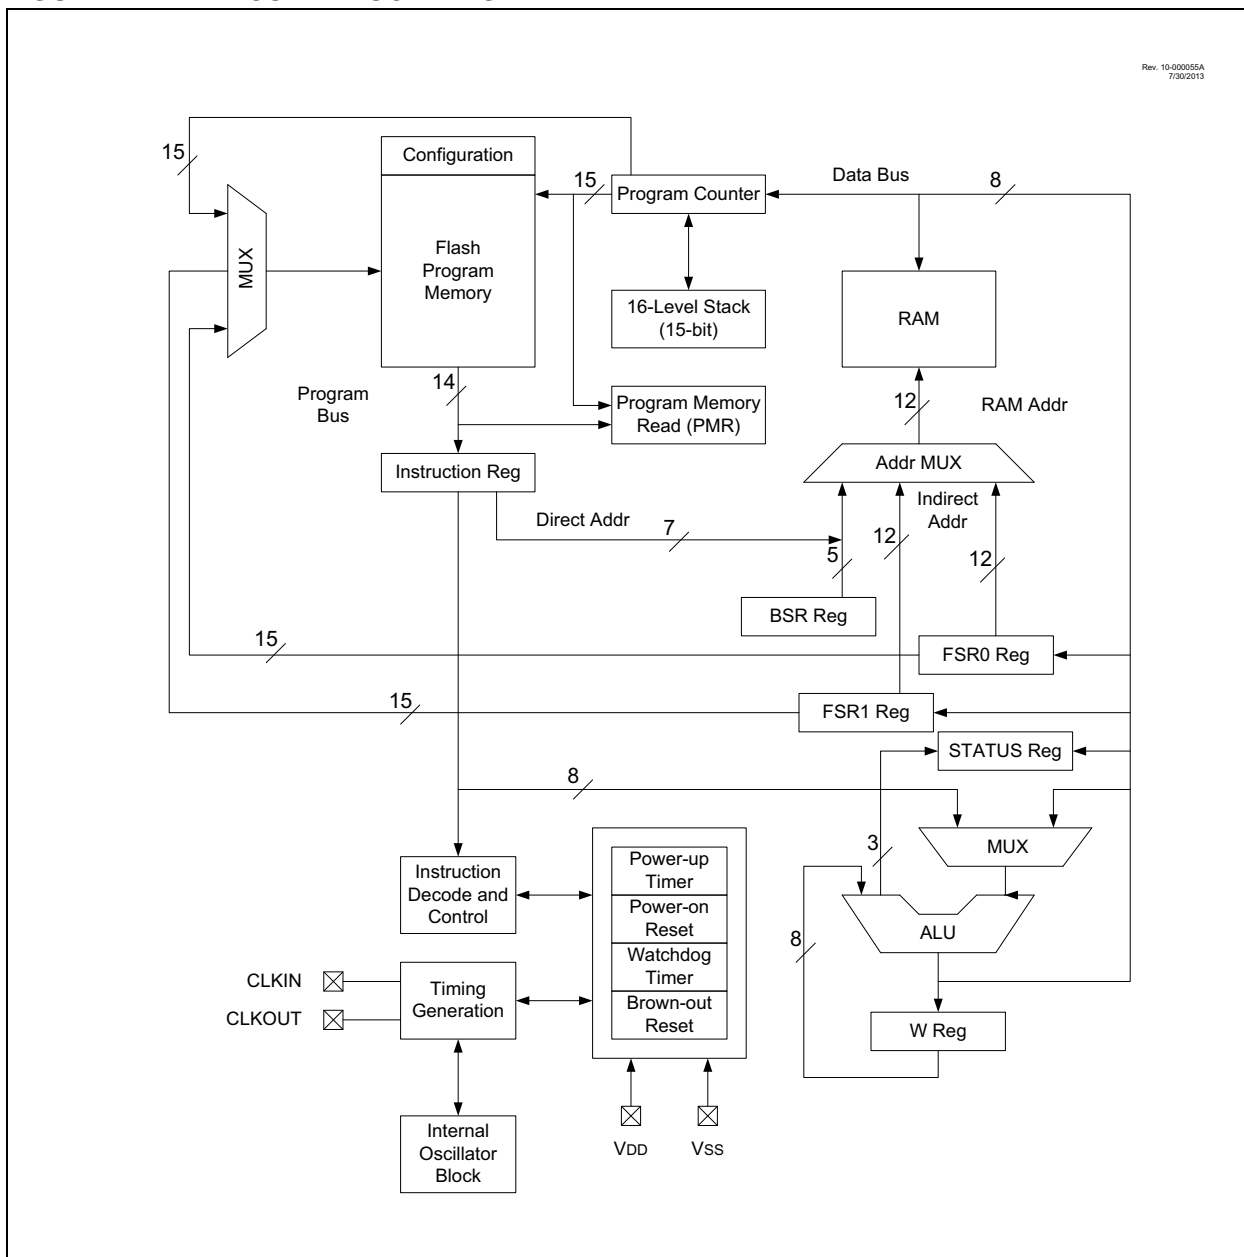 Rev. 10-000055A
7/30/2013
15
Configuration
15
Program Counter
Data Bus
8
MUX
Flash
Program
Memory
16-Level Stack
(15-bit)
RAM
Program
Bus
14
Program Memory
Read (PMR)
12
RAM Addr
Addr MUX
Instruction Reg
Indirect
Addr
Direct Addr
7
12
5
12
BSR Reg
15
FSR0 Reg
15
FSR1 Reg
STATUS Reg
8
3
MUX
Power-up
Timer
Instruction
Decode and
Control
Power-on
Reset
8
ALU
Watchdog
Timer
CLKIN
Timing
Generation
Brown-out
Reset
CLKOUT
W Reg
Internal
Oscillator
Block
VDD
VSS